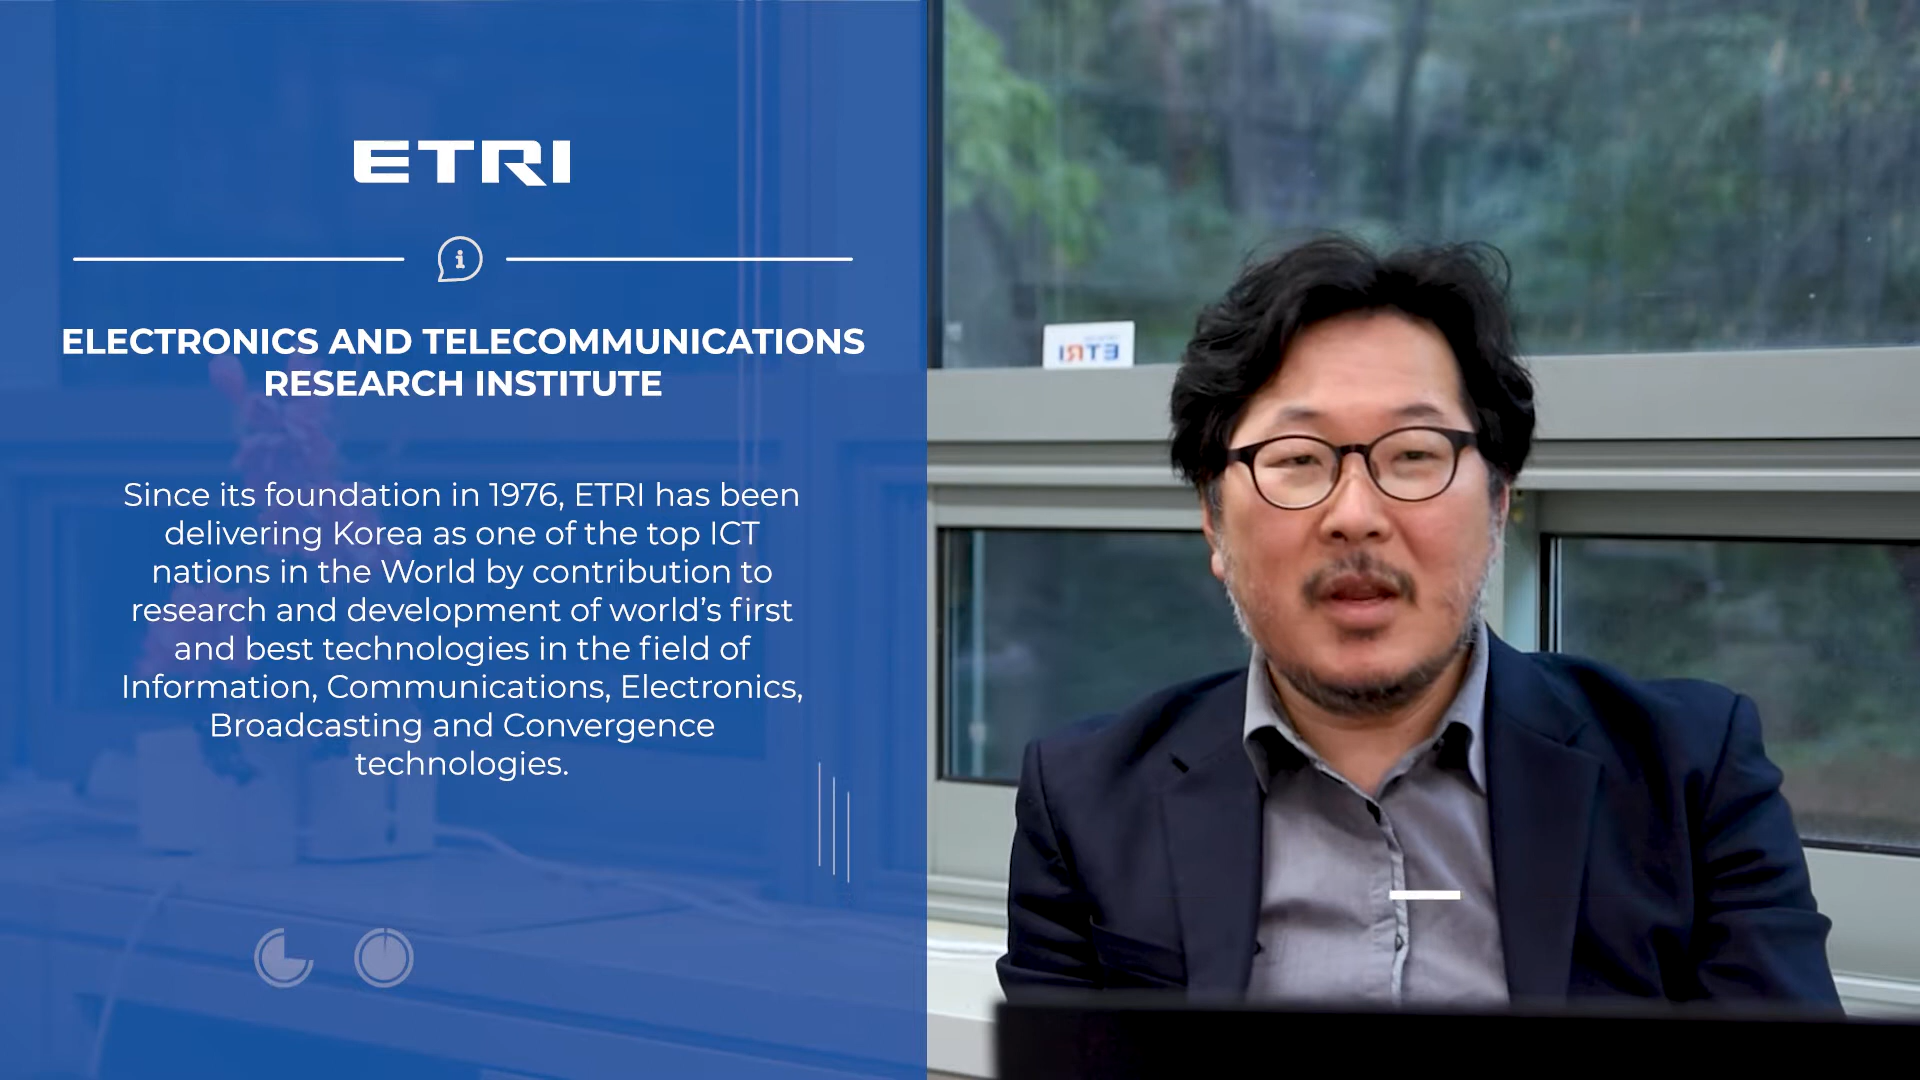 ETRI
i
ELECTRONICS AND TELECOMMUNICATIONS
RESEARCH INSTITUTE
Since its foundation in 1976, ETRI has been
delivering Korea as one of the top ICT
nations in the World by contribution to
research and development of world’s first
and best technologies in the field of
Information, Communications, Electronics,
Broadcasting and Convergence
technologies.
ETRI